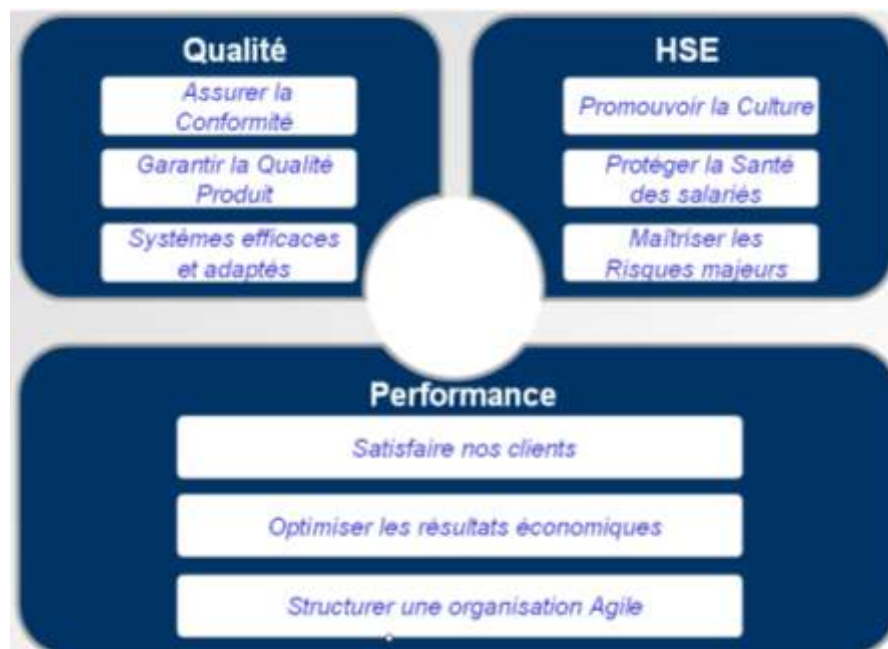 Qualité
Assurer la
Conformité
Garantir la Qualité
Produit
Systèmes efficaces
et adaptés
HSE
Promouvoir la Culture
Protéger la Santé
des salariés
Maîtriser les
Risques majeurs
Performance
Satisfaire nos clients
Optimiser les résultats économiques
Structurer une organisation Agile